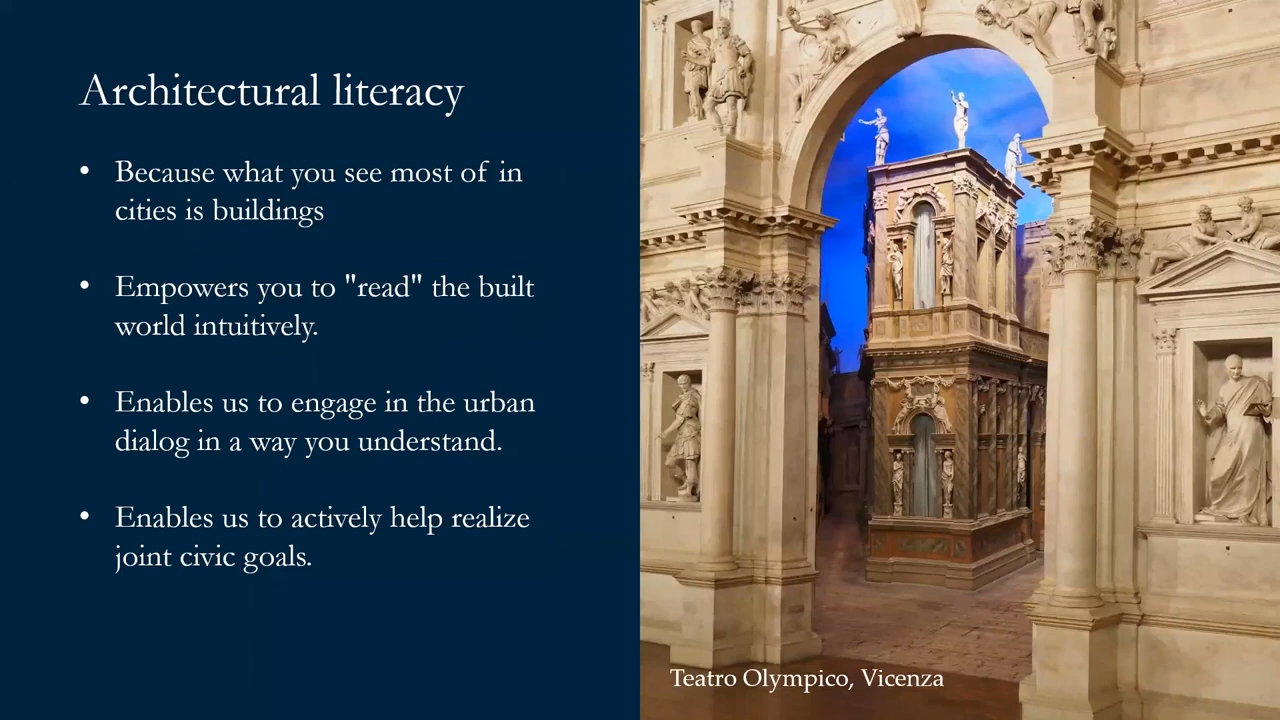 Architectural literacy
• Because what you see most of in
cities is buildings
• Empowers you to "read" the built
world intuitively.
• Enables us to engage in the urban
dialog in a way you understand.
• Enables us to actively help realize
joint civic goals.
Teatro Olympico, Vicenza